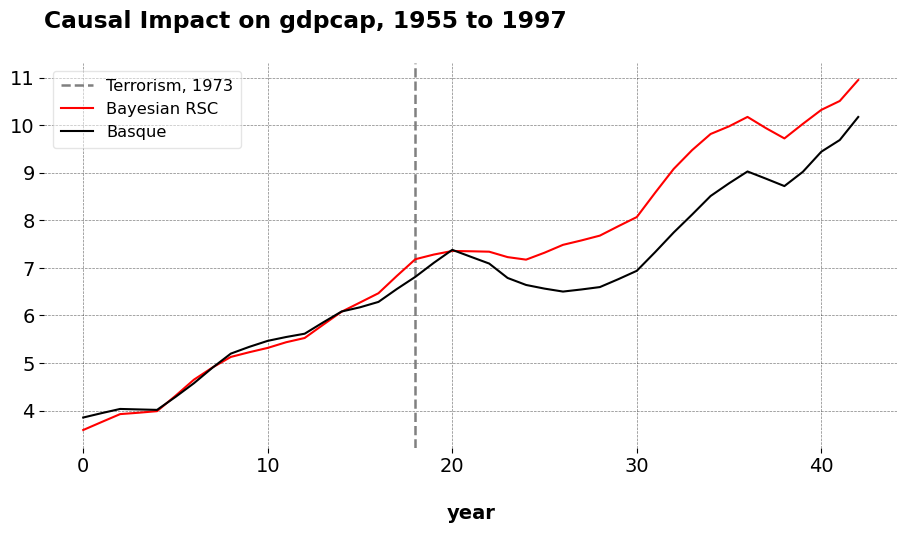 Causal Impact on gdpcap, 1955 to 1997
Terrorism, 1973
Bayesian RSC
Basque
11
10
9
8
7
6
5
4
0 10 20 30 40
year